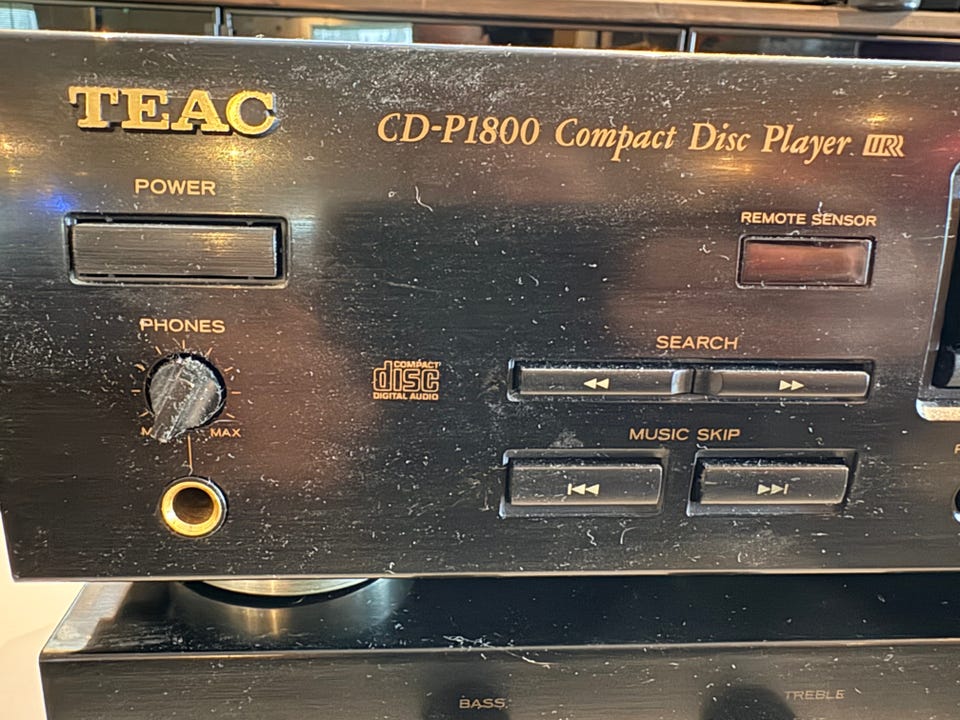 TEAC
CD-P1800 Compact Disc Player
POWER
REMOTE SENSOR
PHONES
SEARCH
COMPACT
disc
DIGITAL AUDIO
MAX
MUSIC SKIP
BASS
TREBLE